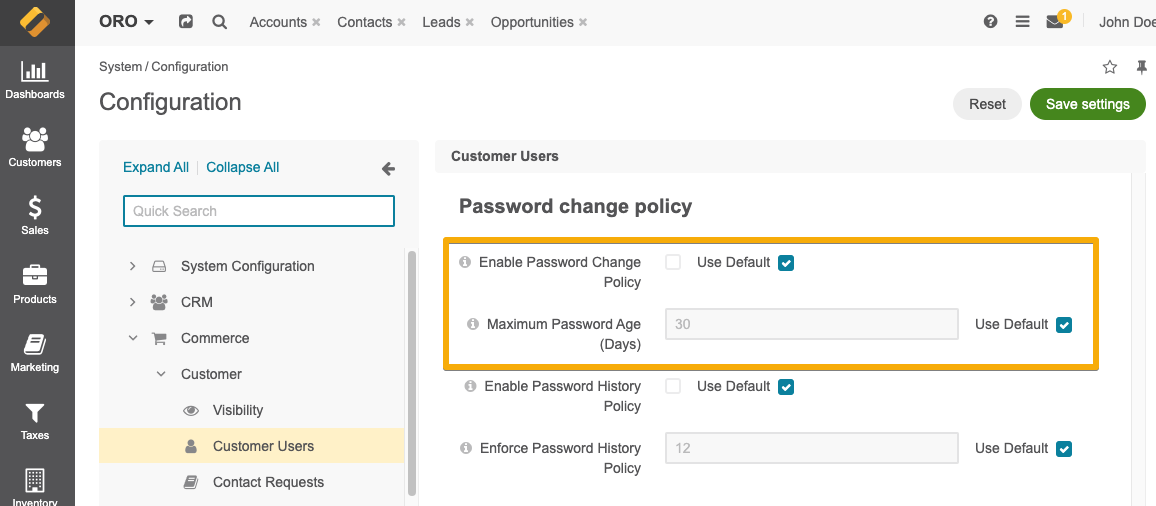 ORO
Accounts
Contacts
Leads
Opportunities
1
John Doe
Dashboards
Customers
Sales
Products
Marketing
Taxes
Inventory
System / Configuration
Configuration
Reset
Save settings
Expand All
Collapse All
Quick Search
System Configuration
CRM
Commerce
Customer
Visibility
Customer Users
Contact Requests
Customer Users
Password change policy
Enable Password Change
Policy
Use Default
Maximum Password Age
(Days)
30
Use Default
Enable Password History
Policy
Use Default
Enforce Password History
Policy
12
Use Default